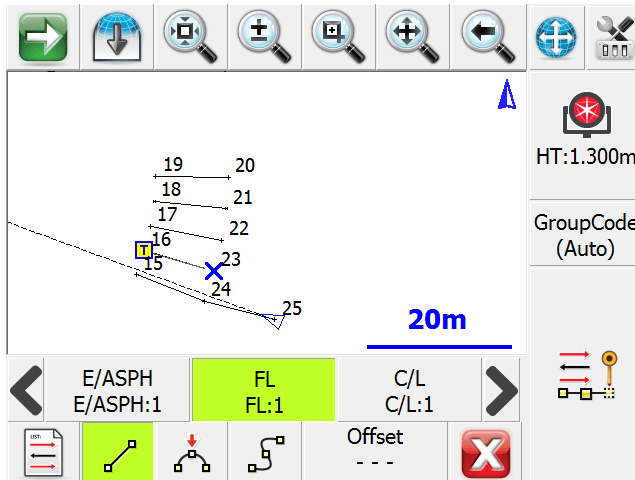 HT:1.300m
GroupCode
(Auto)
19
20
18
21
17
22
16
T
23
15
24
25
20m
E/ASPH
E/ASPH:1
FL
FL:1
C/L
C/L:1
LIST:
Offset
- - -
X